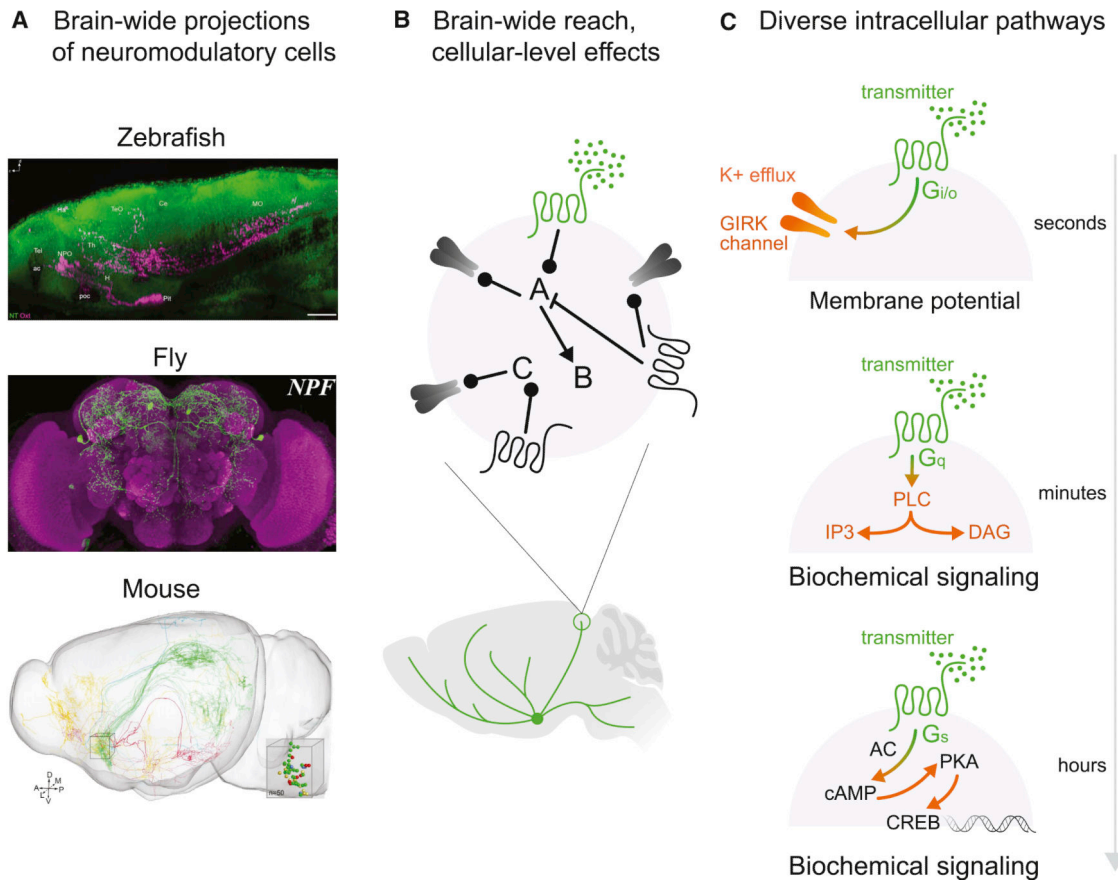 A Brain-wide projections
of neuromodulatory cells
Zebrafish
Hb
TeO
Ce
MO
Tel
Th
NPO
ac
H
poc
Pit
NT Oxt
Fly
NPF
Mouse
n=50
D
M
A
P
L
V
B Brain-wide reach,
cellular-level effects
A
B
C
C Diverse intracellular pathways
transmitter
K+ efflux
Gi/o
GIRK
channel
seconds
Membrane potential
transmitter
Gq
PLC
minutes
IP3
DAG
Biochemical signaling
transmitter
Gs
AC
PKA
cAMP
hours
CREB
Biochemical signaling